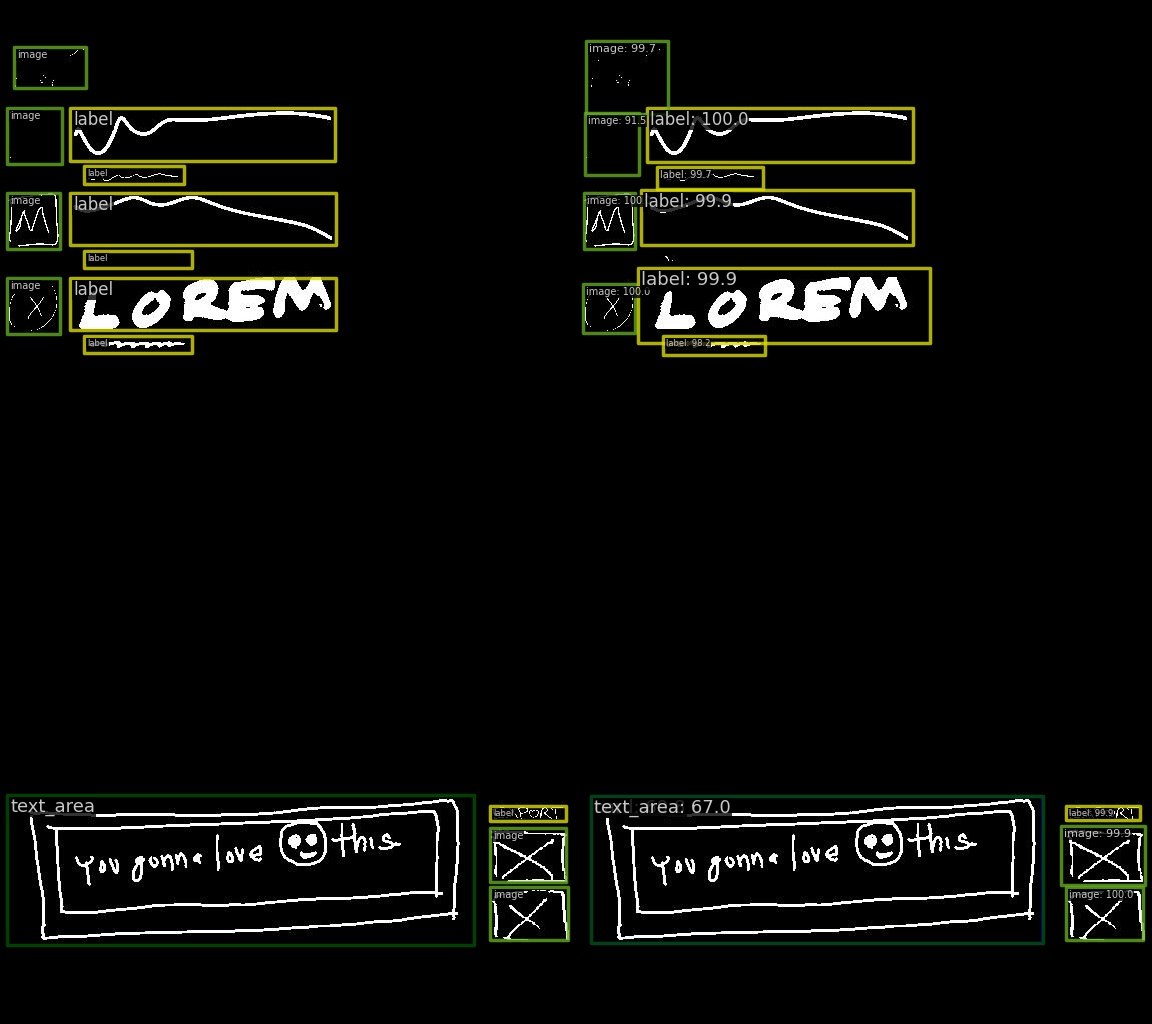 image
image: 99.7
image
label
image: 91.5
label: 100.0
label
label: 99.7
image
label
image: 100
label: 99.9
label
image
label
LOREM
image: 100.0
label: 99.9
LOREM
label
label: 98.2
text_area
You gonna love this
label
PORT
image
image
text_area: 67.0
You gonna love this
label: 99.9
image: 99.9
image: 100.0